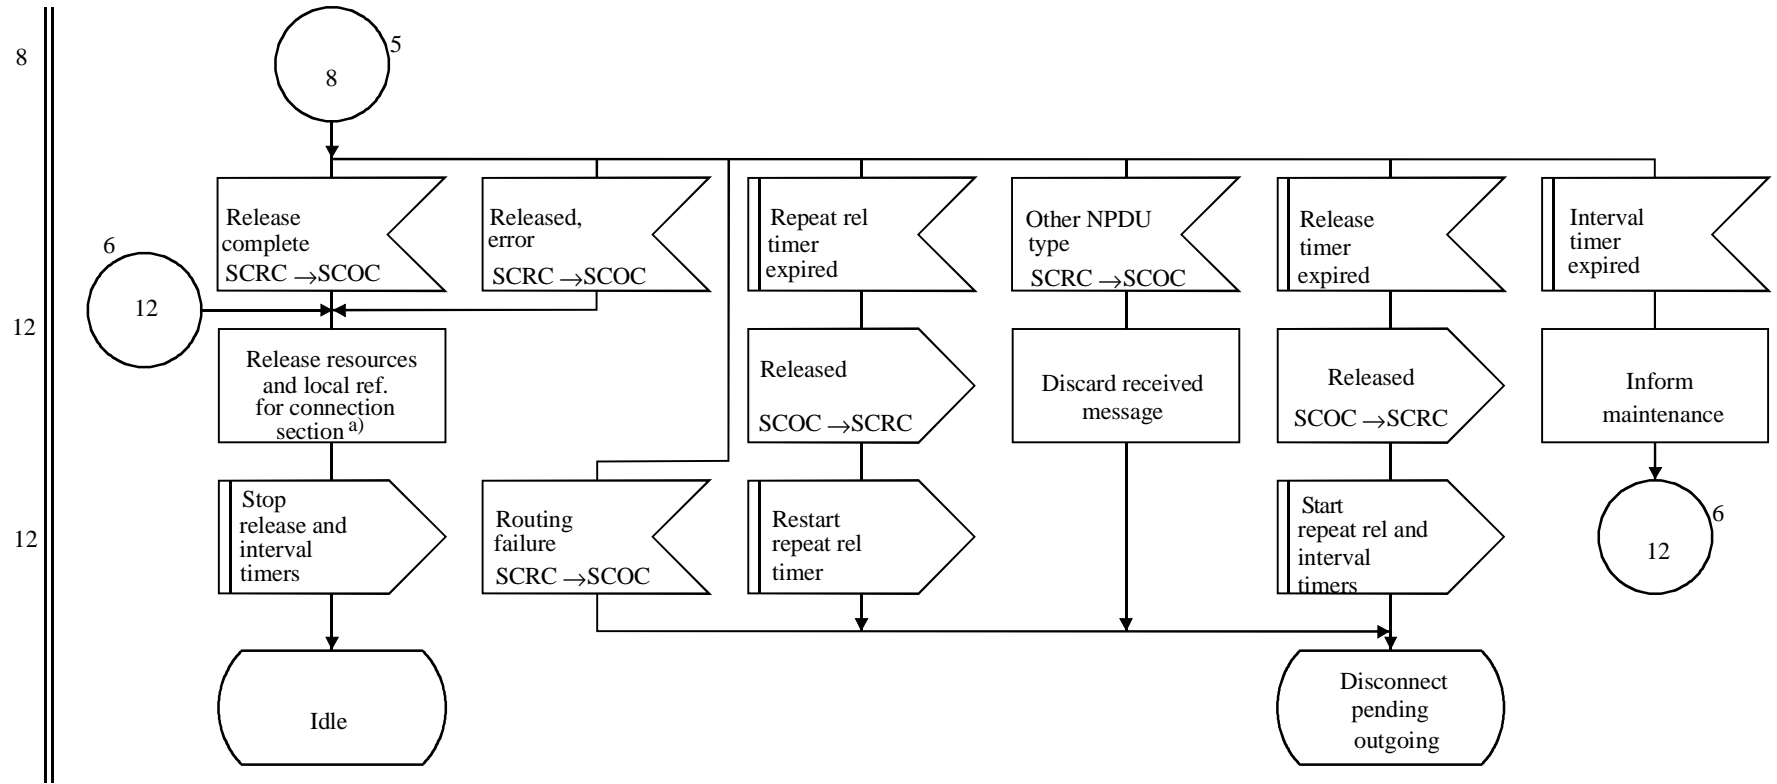 8
5
8
Release
complete
SCRC →SCOC
Released,
error
SCRC →SCOC
Repeat rel
timer
expired
Other NPDU
type
SCRC →SCOC
Release
timer
expired
Interval
timer
expired
6
12
12
Release resources
and local ref.
for connection
section a)
Released
SCOC →SCRC
Discard received
message
Released
SCOC →SCRC
Inform
maintenance
12
Stop
release and
interval
timers
Routing
failure
SCRC →SCOC
Restart
repeat rel
timer
Start
repeat rel and
interval
timers
6
12
Idle
Disconnect
pending
outgoing